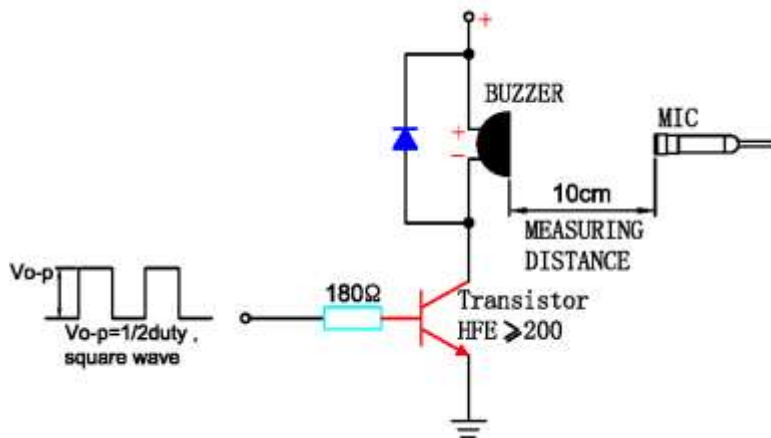 +
BUZZER
MIC
+
−
10cm
MEASURING
DISTANCE
Vo-p
180Ω
Transistor
HFE ⩾200
Vo-p=1/2duty ,
square wave